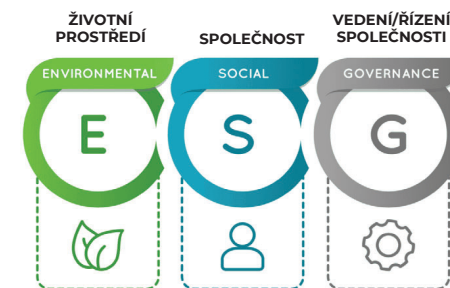 ŽIVOTNÍ
PROSTŘEDÍ
SPOLEČNOST
VEDENÍ/ŘÍZENÍ
SPOLEČNOSTI
ENVIRONMENTAL
SOCIAL
GOVERNANCE
E
S
G